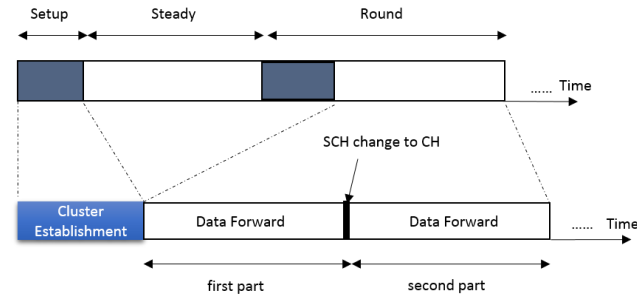 Setup
Steady
Round
...... Time
SCH change to CH
Cluster
Establishment
Data Forward
Data Forward
...... Time
first part
second part